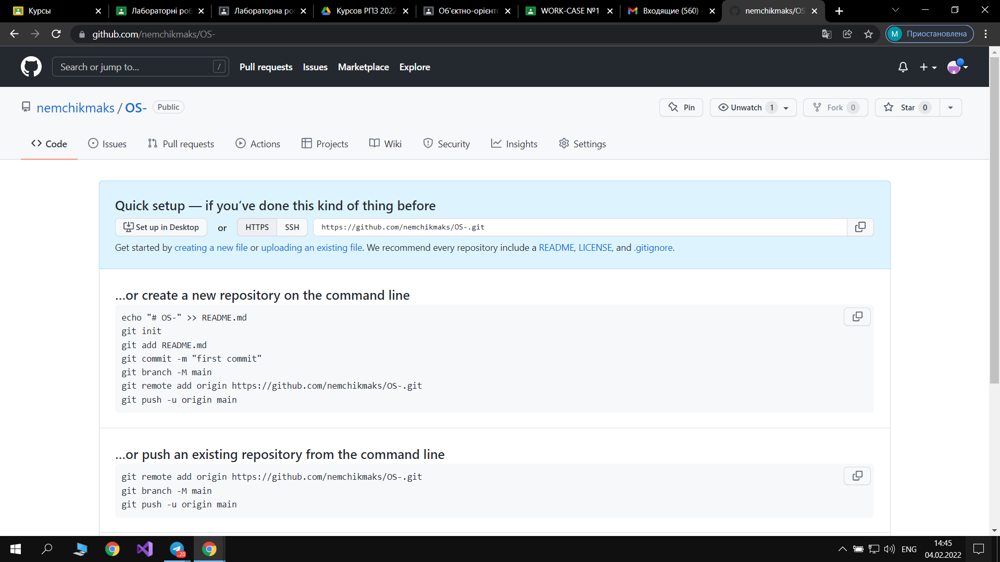 Курсы
Лабораторні роб
Лабораторна ро
Курсов РПЗ 2022
Об'єктно-орієнт
WORK-CASE №1
Входящие (560) -
nemchikmaks/OS
github.com/nemchikmaks/OS-
М
Приостановлена
Search or jump to...
/
Pull requests
Issues
Marketplace
Explore
nemchikmaks / OS-
Public
Pin
Unwatch 1
Fork 0
Star 0
Code
Issues
Pull requests
Actions
Projects
Wiki
Security
Insights
Settings
Quick setup — if you’ve done this kind of thing before
Set up in Desktop
or
HTTPS
SSH
https://github.com/nemchikmaks/OS-.git
Get started by creating a new file or uploading an existing file. We recommend every repository include a README, LICENSE, and .gitignore.
…or create a new repository on the command line
echo "# OS-" >> README.md
git init
git add README.md
git commit -m "first commit"
git branch -M main
git remote add origin https://github.com/nemchikmaks/OS-.git
git push -u origin main
…or push an existing repository from the command line
git remote add origin https://github.com/nemchikmaks/OS-.git
git branch -M main
git push -u origin main
..20
ENG
14:45
04.02.2022